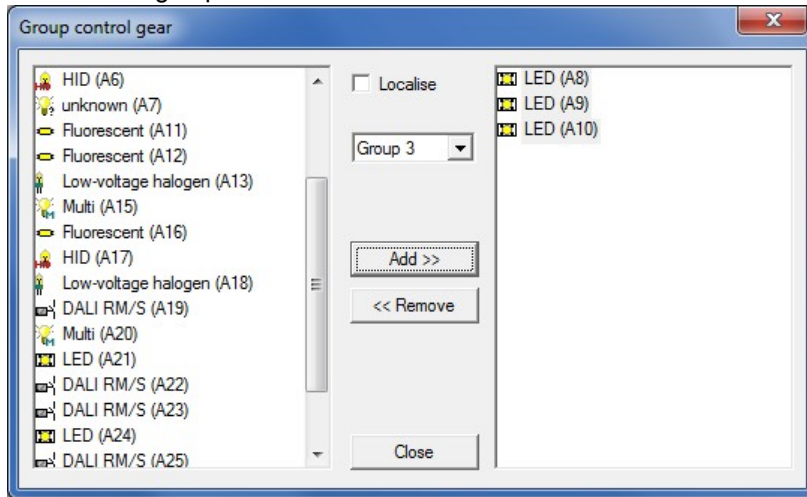 Group control gear
HID (A6)
unknown (A7)
Fluorescent (A11)
Fluorescent (A12)
Low-voltage halogen (A13)
Multi (A15)
Fluorescent (A16)
HID (A17)
Low-voltage halogen (A18)
DALI RM/S (A19)
Multi (A20)
LED (A21)
DALI RM/S (A22)
DALI RM/S (A23)
LED (A24)
DALI RM/S (A25)
Localise
Group 3
Add >>
<< Remove
Close
LED (A8)
LED (A9)
LED (A10)